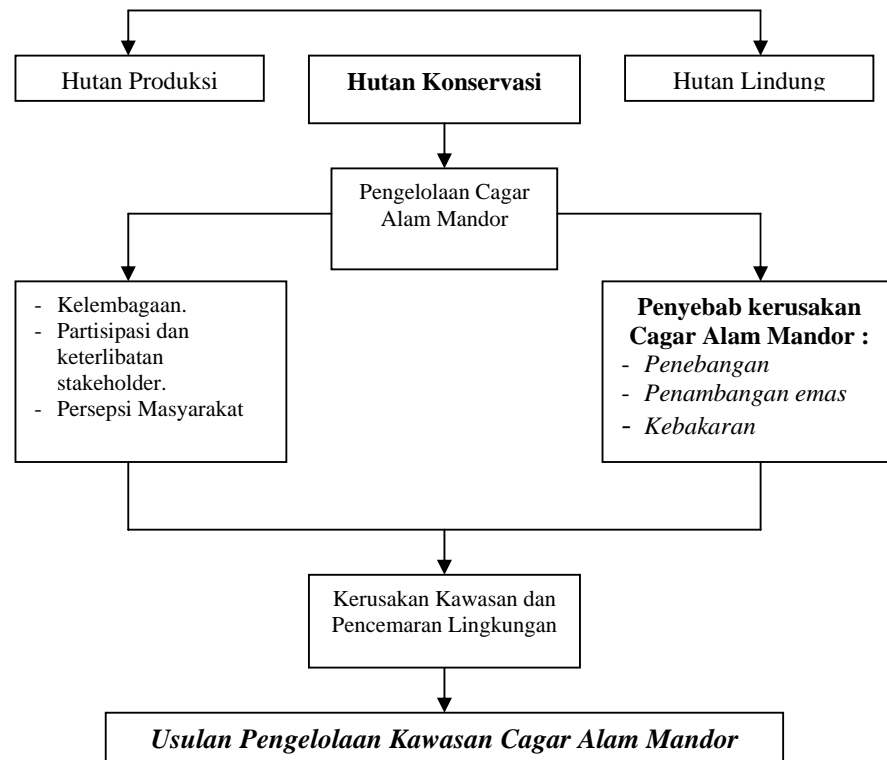 Hutan Produksi
Hutan Konservasi
Hutan Lindung
Pengelolaan Cagar
Alam Mandor
- Kelembagaan.
- Partisipasi dan
keterlibatan
stakeholder.
- Persepsi Masyarakat
Penyebab kerusakan
Cagar Alam Mandor :
- Penebangan
- Penambangan emas
- Kebakaran
Kerusakan Kawasan dan
Pencemaran Lingkungan
Usulan Pengelolaan Kawasan Cagar Alam Mandor